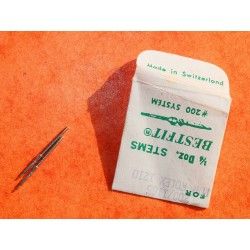 Made in Switzerland
FOR
BESTFIT®
¼ Doz. STEMS
# 200 SYSTEM